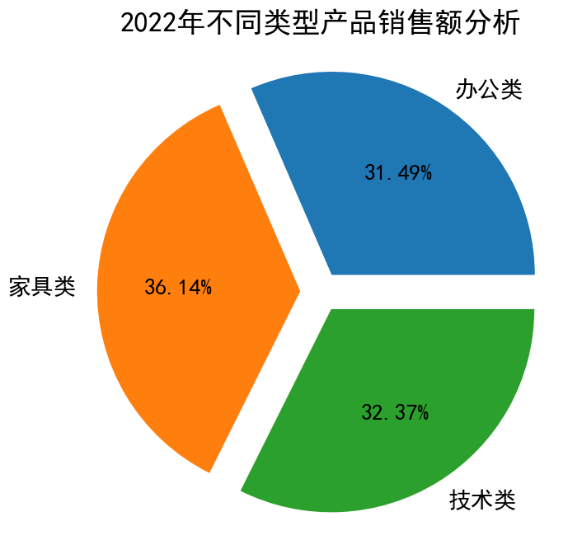 2022年不同类型产品销售额分析
办公类
31.49%
家具类
36.14%
32.37%
技术类